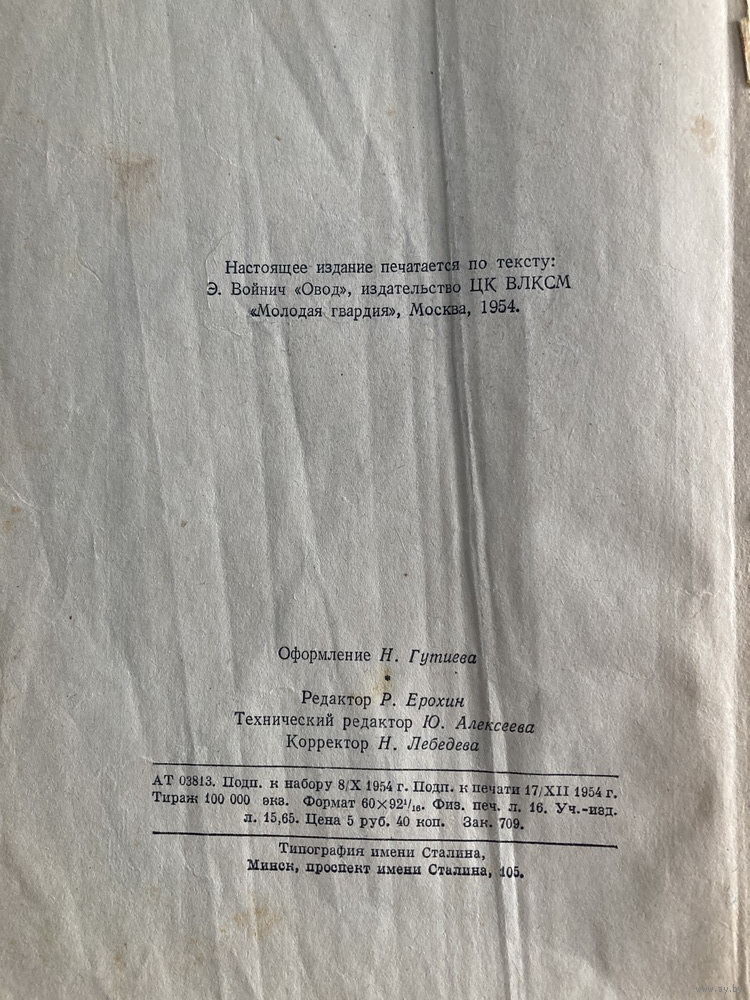 Настоящее издание печатается по тексту:
Э. Войнич «Овод», издательство ЦК ВЛКСМ
«Молодая гвардия», Москва, 1954.
Оформление Н. Гутиева
Редактор Р. Ерохин
Технический редактор Ю. Алексеева
Корректор Н. Лебедева
АТ 03813. Подп. к набору 8/X 1954 г. Подп. к печати 17/XII 1954 г.
Тираж 100 000 экз. Формат 60×92¹/₁₆. Физ. печ. л. 16. Уч.-изд.
л. 15,65. Цена 5 руб. 40 коп. Зак. 709.
Типография имени Сталина,
Минск, проспект имени Сталина, 105.
www.ay.by